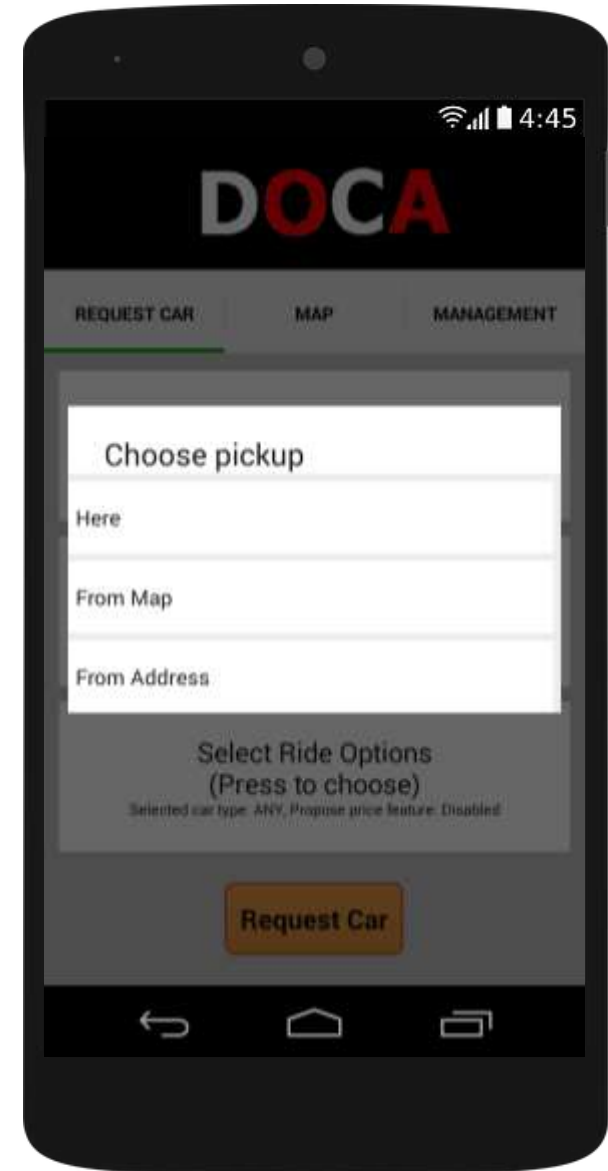 4:45
DOCA
REQUEST CAR MAP MANAGEMENT
Choose pickup
Here
From Map
From Address
Select Ride Options
(Press to choose)
Selected car type: ANY, Propose price feature: Disabled
Request Car